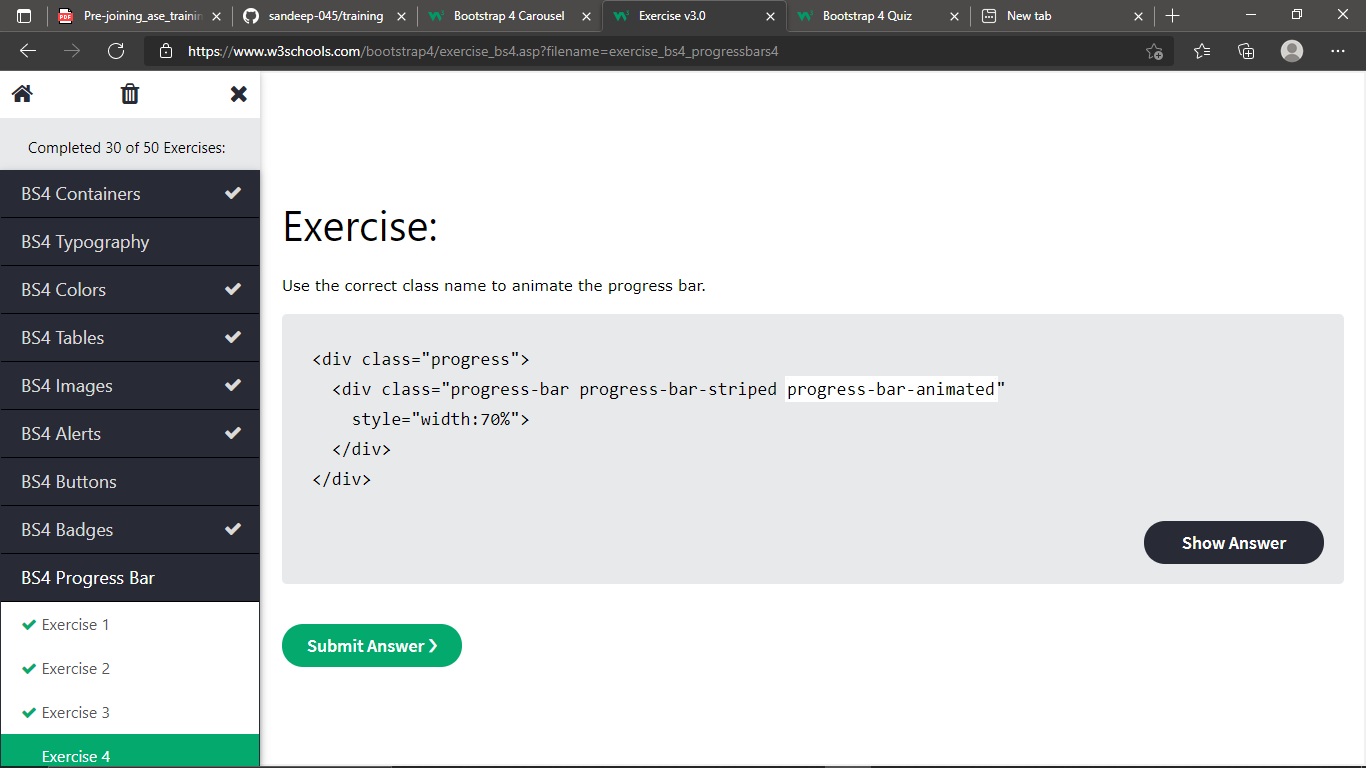 Pre-joining_ase_trainin
sandeep-045/training
Bootstrap 4 Carousel
Exercise v3.0
Bootstrap 4 Quiz
New tab
https://www.w3schools.com/bootstrap4/exercise_bs4.asp?filename=exercise_bs4_progressbars4
Completed 30 of 50 Exercises:
BS4 Containers
BS4 Typography
BS4 Colors
BS4 Tables
BS4 Images
BS4 Alerts
BS4 Buttons
BS4 Badges
BS4 Progress Bar
Exercise 1
Exercise 2
Exercise 3
Exercise 4
Exercise:
Use the correct class name to animate the progress bar.
<div class="progress">
<div class="progress-bar progress-bar-striped progress-bar-animated"
style="width:70%">
</div>
</div>
Show Answer
Submit Answer ❯